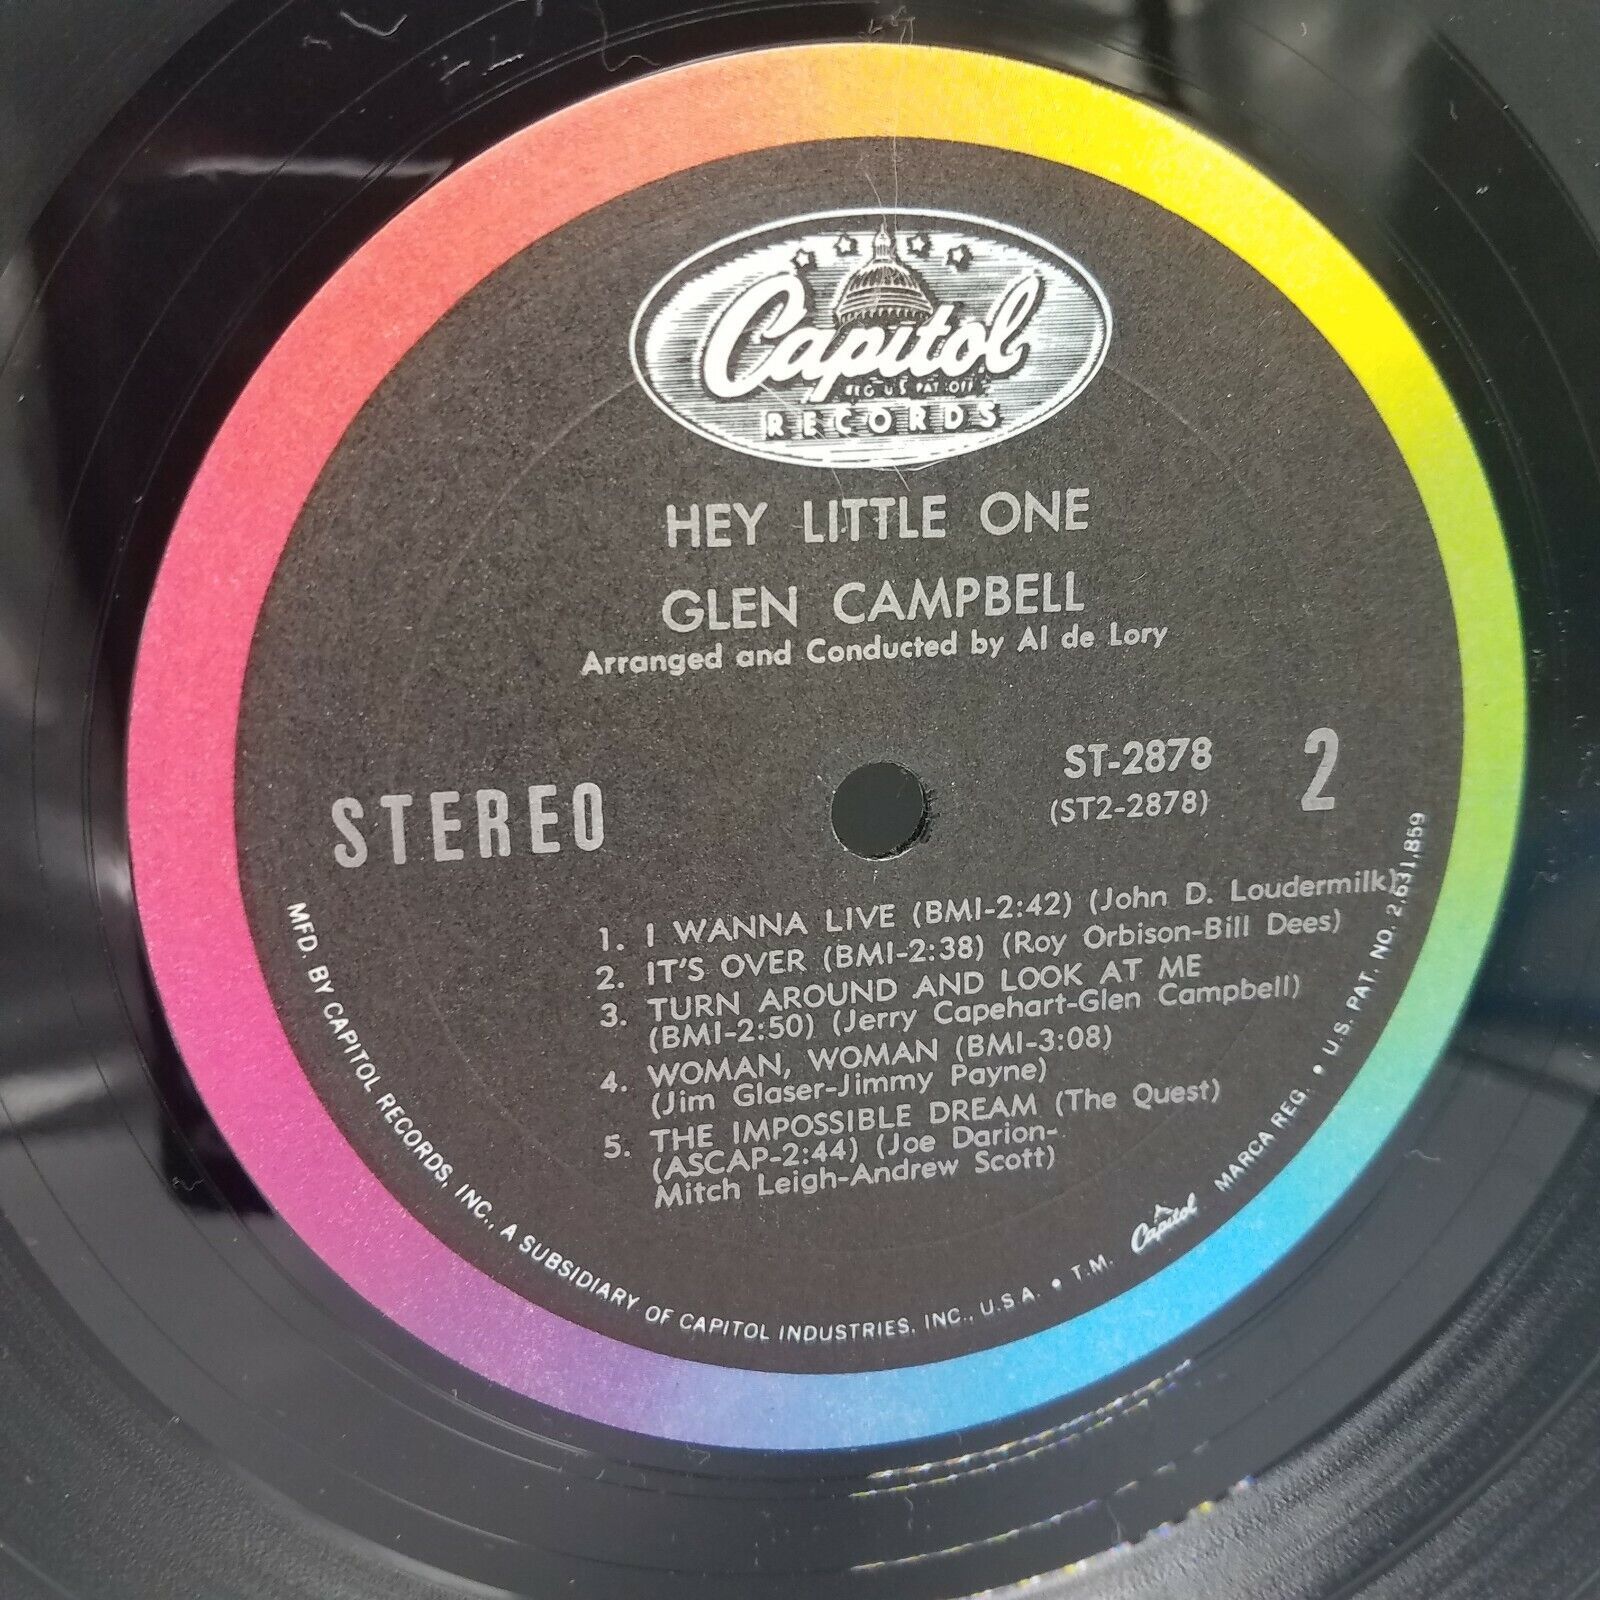 Capitol
REG. U.S. PAT. OFF.
RECORDS
HEY LITTLE ONE
GLEN CAMPBELL
Arranged and Conducted by Al de Lory
STEREO
ST-2878
(ST2-2878)
2
1. I WANNA LIVE (BMI-2:42) (John D. Loudermilk)
2. IT'S OVER (BMI-2:38) (Roy Orbison-Bill Dees)
3. TURN AROUND AND LOOK AT ME
(BMI-2:50) (Jerry Capehart-Glen Campbell)
4. WOMAN, WOMAN (BMI-3:08)
(Jim Glaser-Jimmy Payne)
5. THE IMPOSSIBLE DREAM (The Quest)
(ASCAP-2:44) (Joe Darion-
Mitch Leigh-Andrew Scott)
MFD. BY CAPITOL RECORDS, INC., A SUBSIDIARY OF CAPITOL INDUSTRIES, INC., U.S.A. • T.M. Capitol MARCA REG. • U.S. PAT. NO. 2,631,859